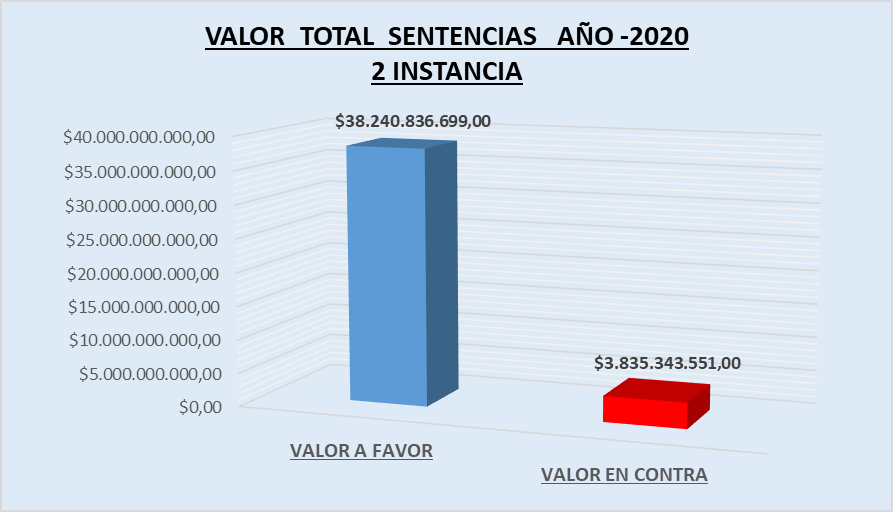 VALOR TOTAL SENTENCIAS AÑO -2020
2 INSTANCIA
$38.240.836.699,00
$40.000.000.000,00
$35.000.000.000,00
$30.000.000.000,00
$25.000.000.000,00
$20.000.000.000,00
$15.000.000.000,00
$10.000.000.000,00
$5.000.000.000,00
$0,00
$3.835.343.551,00
VALOR A FAVOR
VALOR EN CONTRA